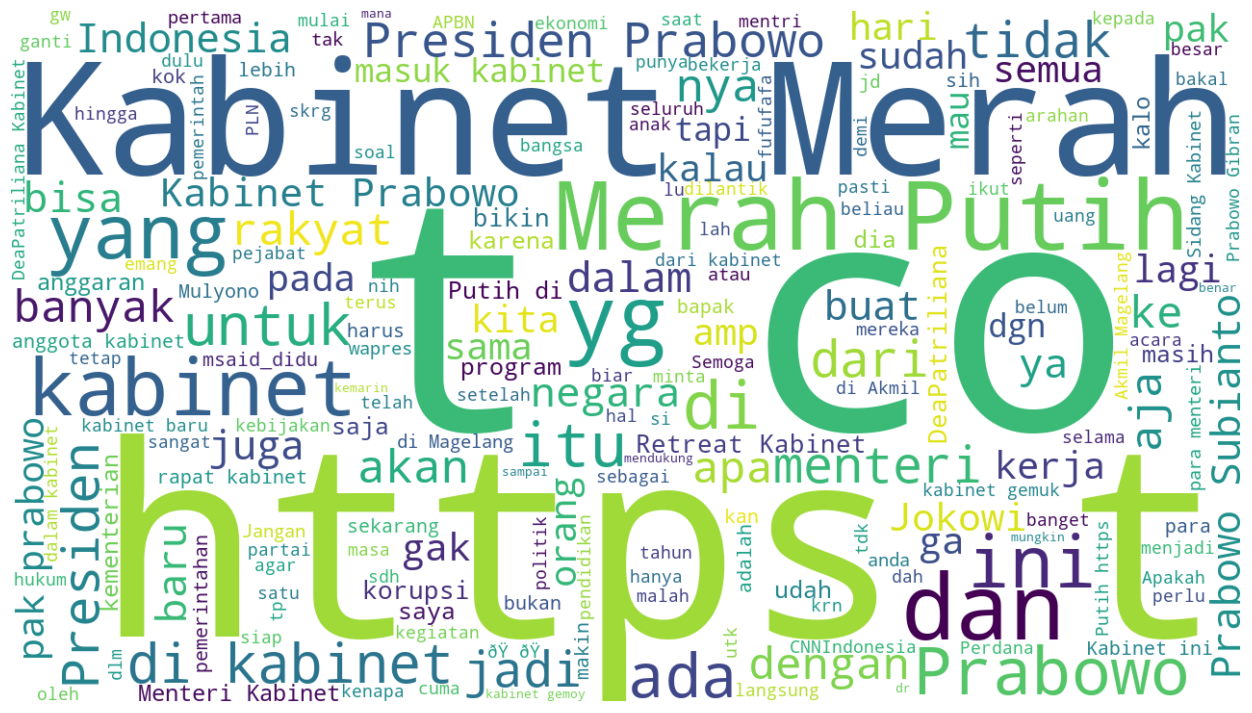 gw
ganti
pertama
Indonesia
mulai
tak
APBN
mana
ekonomi
Presiden Prabowo
saat
mentri
hari
tidak
kepada
pak
besar
dulu
kok
lebih
masuk kabinet
punya
bekerja
sudah
semua
bakal
Kabinet Merah
hingga
pemerintah
PLN
skrg
soal
bangsa
nya
seluruh
anak
tapi
kalau
fufufafa
demi
jd
sih
mau
arahan
seperti
kalo
DeaPatriliana Kabinet
bisa
Kabinet Prabowo
lu
dilantik
pasti
ikut
Sidang Kabinet
Prabowo Gibran
yang
rakyat
bikin
karena
Merah Putih
beliau
lah
dia
uang
emang
pejabat
pada
nih
dari kabinet
atau
DeaPatriliana
Akmil Magelang
lagi
benar
anggaran
banyak
Mulyono
untuk
terus
harus
wapres
Putih di
kita
sama
program
dalam
yg
bapak
amp
buat
mereka
dari
belum
dgn
ya
ke
acara
masih
anggota kabinet
tetap
msaid_didu
t co
setelah
biar
negara
minta
Semoga
di
di Akmil
aja
Prabowo Subianto
kabinet
kemarin
telah
hal
si
kabinet baru
kebijakan
saja
sangat
juga
di Magelang
itu
Retreat Kabinet
selama
para menteri
pak prabowo
Presiden
dalam kabinet
kementerian
rapat kabinet
akan
sampai
mendukung
sebagai
apa
menteri
kerja
kabinet gemuk
https t
Jangan
sekarang
gak
politik
orang
pendidikan
kan
Jokowi
banget
para
baru
partai
agar
masa
tahun
adalah
tdk
anda
ga
mungkin
ini
Putih https
menjadi
hukum
pemerintahan
satu
tp
sdh
korupsi
saya
bukan
hanya
malah
udah
dah
krn
dan
Apakah
perlu
siap
kegiatan
makin
utk
CNNIndonesia
Perdana
Kabinet ini
dlm
di kabinet
ðŸ ðŸ
jadi
ada
dengan
Prabowo
oleh
Menteri Kabinet
kenapa
cuma
kabinet gemoy
langsung
dr